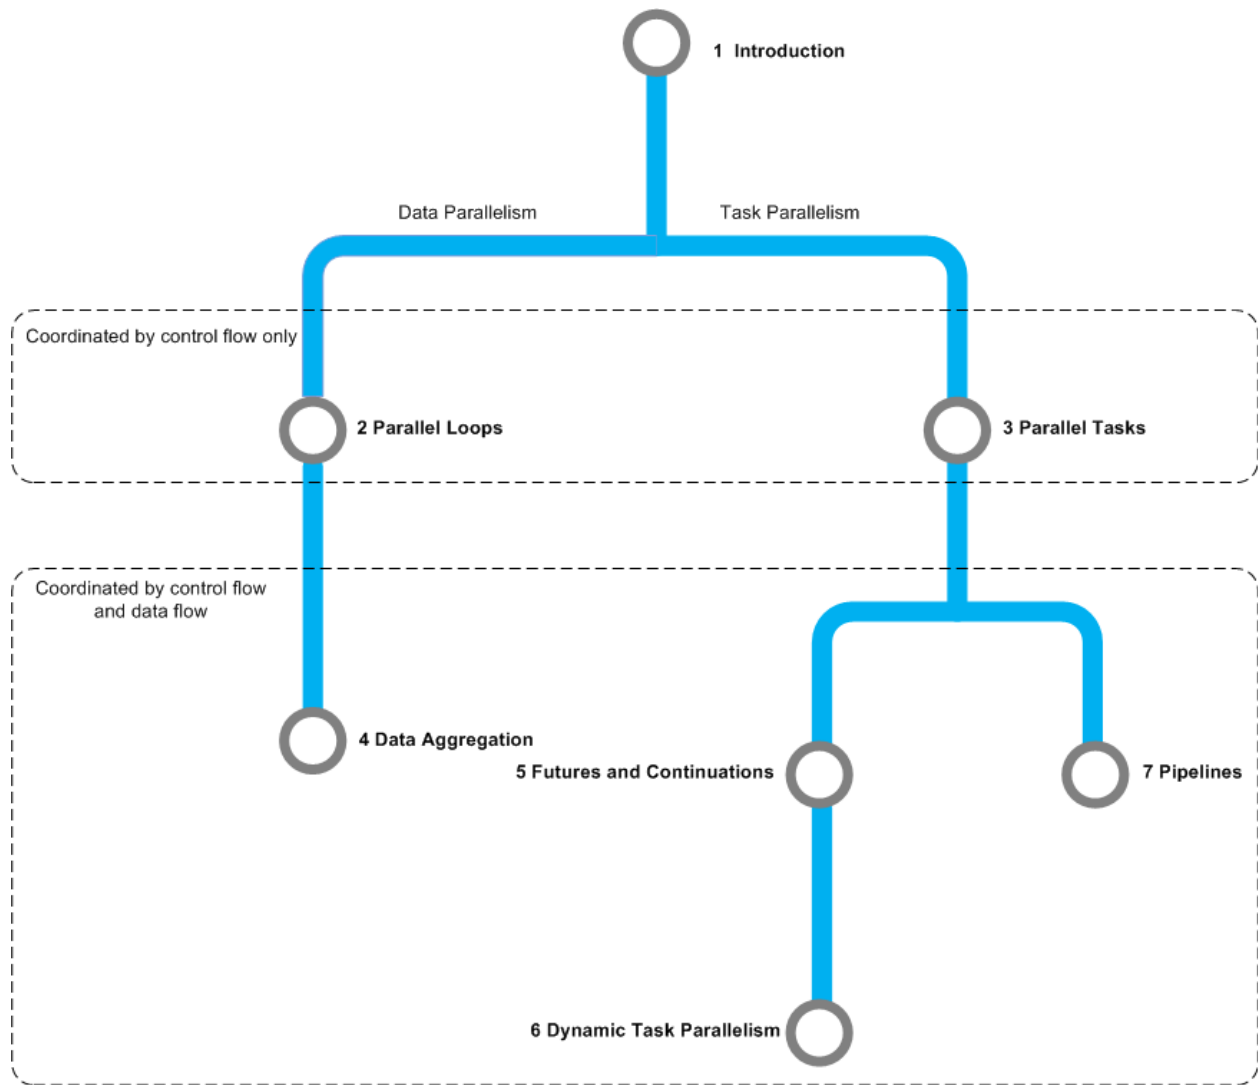 1 Introduction
Data Parallelism
Task Parallelism
Coordinated by control flow only
2 Parallel Loops
3 Parallel Tasks
Coordinated by control flow
and data flow
4 Data Aggregation
5 Futures and Continuations
7 Pipelines
6 Dynamic Task Parallelism